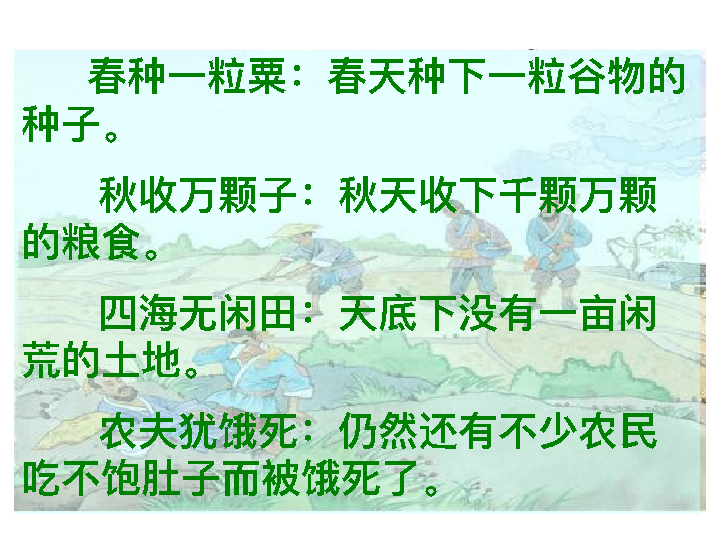 春种一粒粟：春天种下一粒谷物的
种子。
秋收万颗子：秋天收下千颗万颗
的粮食。
四海无闲田：天底下没有一亩闲
荒的土地。
农夫犹饿死：仍然还有不少农民
吃不饱肚子而被饿死了。